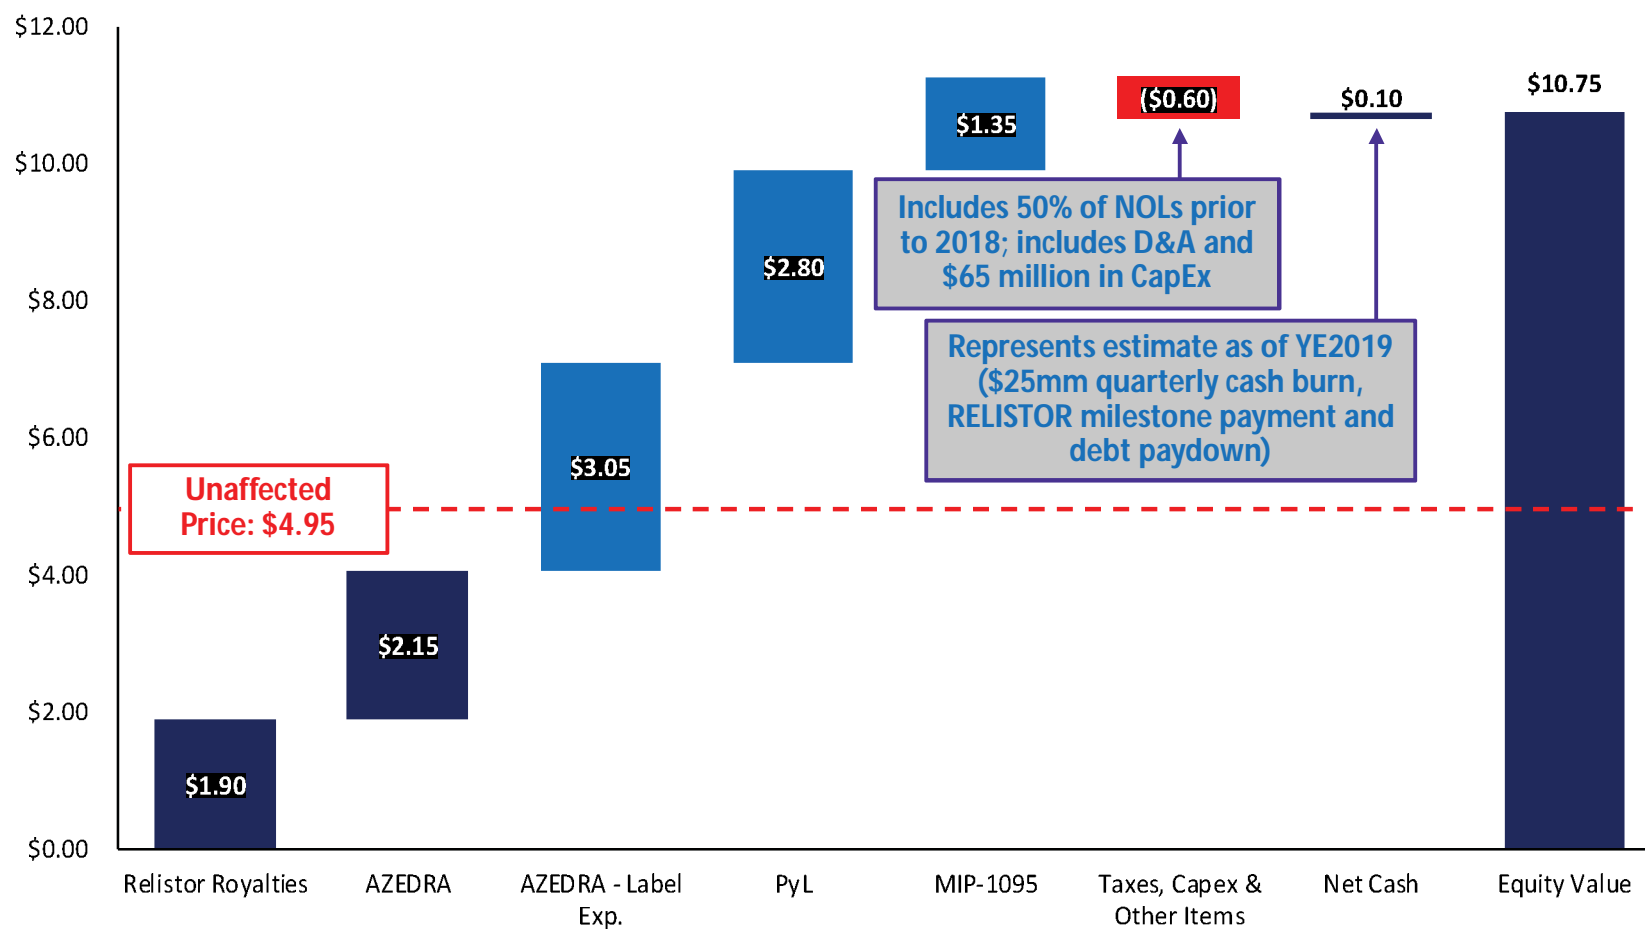 $12.00
$10.00
$8.00
$6.00
$4.00
$2.00
$0.00
$1.90
$2.15
$3.05
$2.80
$1.35
($0.60)
$0.10
$10.75
Includes 50% of NOLs prior
to 2018; includes D&A and
$65 million in CapEx
Represents estimate as of YE2019
($25mm quarterly cash burn,
RELISTOR milestone payment and
debt paydown)
Unaffected
Price: $4.95
Relistor Royalties
AZEDRA
AZEDRA - Label
Exp.
PyL
MIP-1095
Taxes, Capex &
Other Items
Net Cash
Equity Value